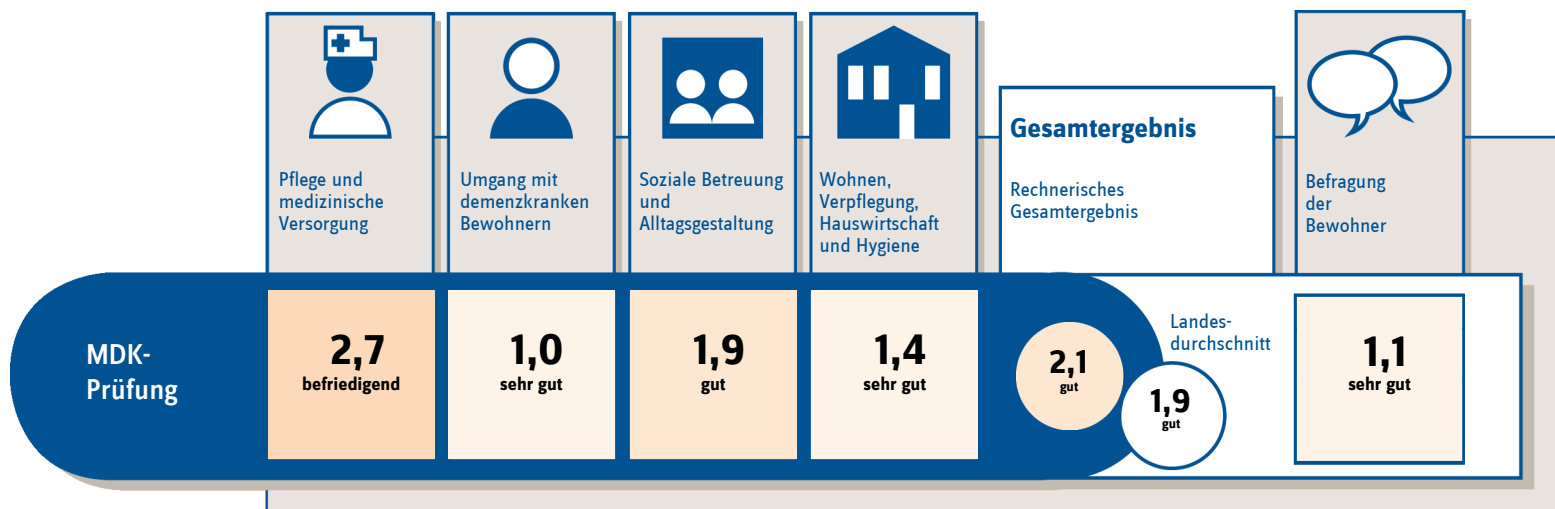 Pflege und
medizinische
Versorgung
Umgang mit
demenzkranken
Bewohnern
Soziale Betreuung
und
Alltagsgestaltung
Wohnen,
Verpflegung,
Hauswirtschaft
und Hygiene
Gesamtergebnis
Rechnerisches
Gesamtergebnis
Befragung
der
Bewohner
MDK-
Prüfung
2,7
befriedigend
1,0
sehr gut
1,9
gut
1,4
sehr gut
2,1
gut
Landes-
durchschnitt
1,9
gut
1,1
sehr gut